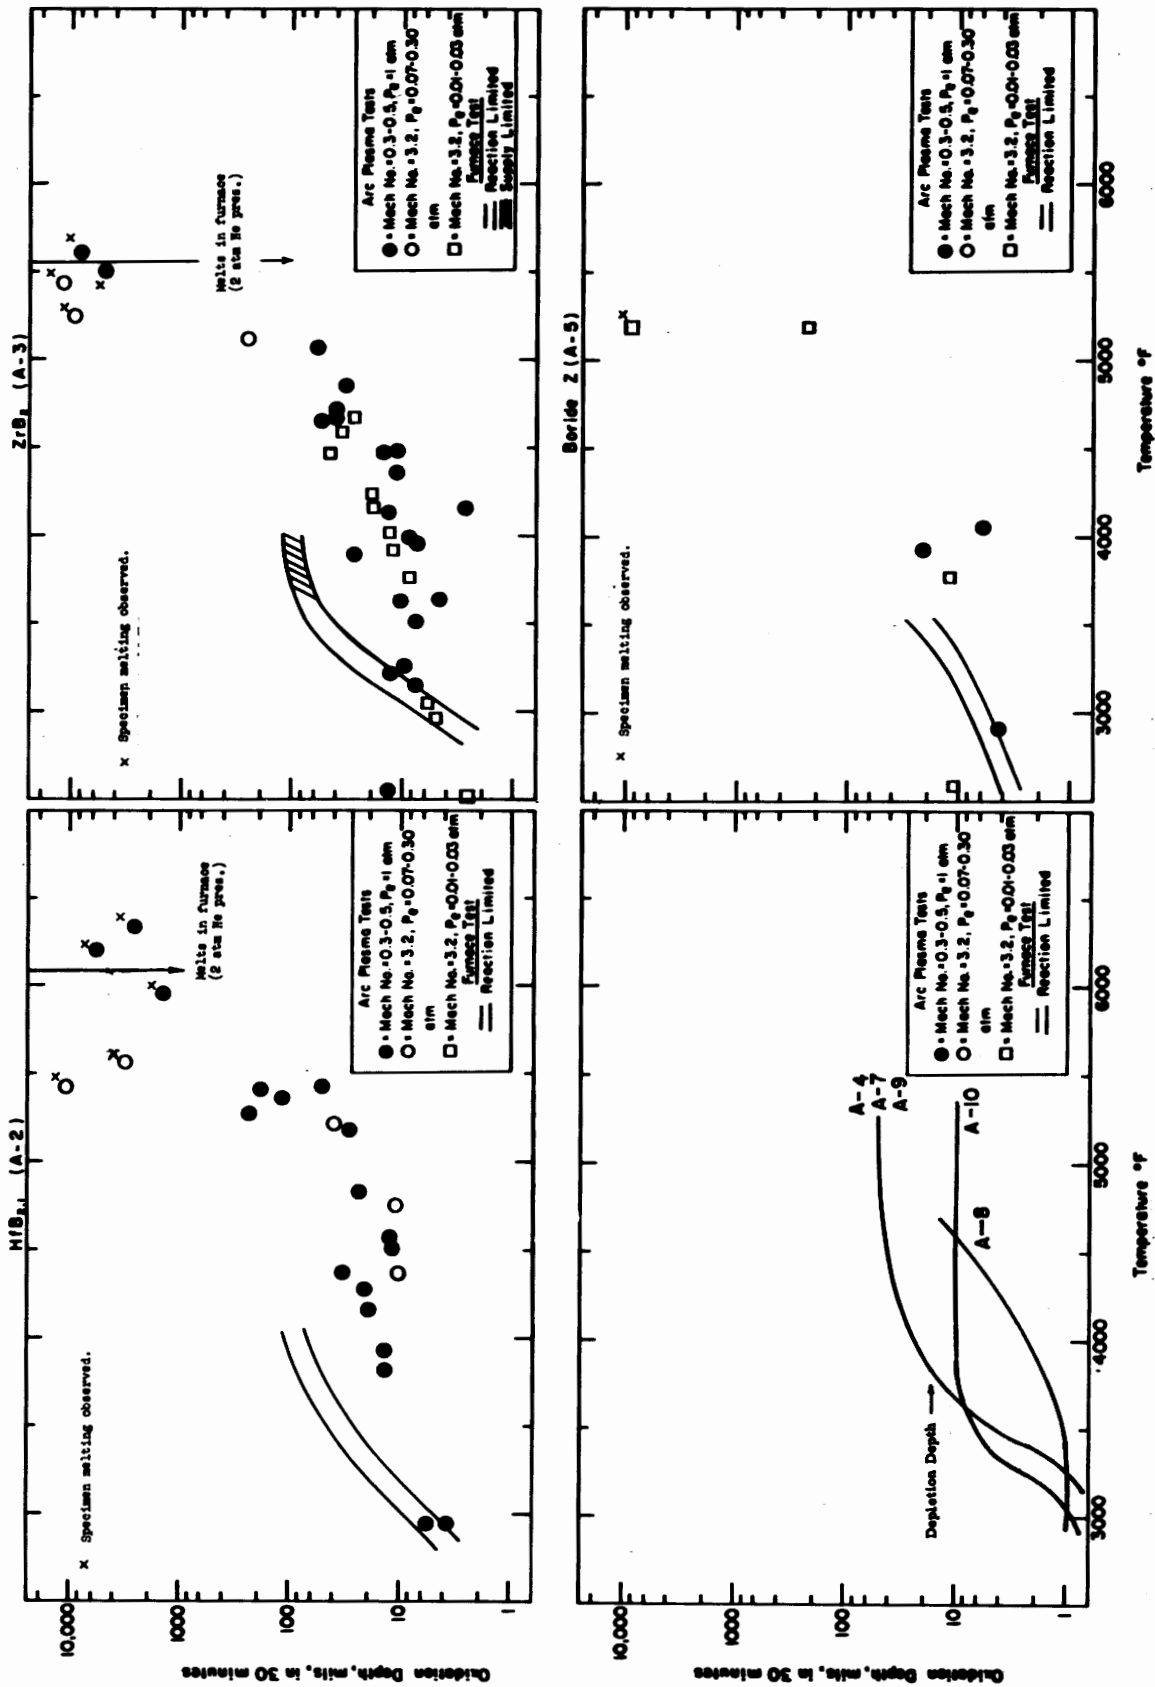 HfB2.1 (A-2)
x Specimen melting observed.
Melts in furnace
(2 atm He pres.)
Arc Plasma Tests
● = Mach No.=0.3-0.5, Pe=1 atm
○ = Mach No.=3.2, Pe=0.07-0.30
atm
□ = Mach No.=3.2, Pe=0.01-0.03 atm
Furnace Test
Reaction Limited
Oxidation Depth, mils, in 30 minutes
10,000
1000
100
10
1
ZrB2 (A-3)
x Specimen melting observed.
Melts in furnace
(2 atm He pres.)
Arc Plasma Tests
● = Mach No.=0.3-0.5, Pe=1 atm
○ = Mach No.=3.2, Pe=0.07-0.30
atm
□ = Mach No.=3.2, Pe=0.01-0.03 atm
Furnace Test
Reaction Limited
Supply Limited
A-4
A-7
A-9
A-10
A-8
Depletion Depth →
Arc Plasma Tests
● = Mach No.=0.3-0.5, Pe=1 atm
○ = Mach No.=3.2, Pe=0.07-0.30
atm
□ = Mach No.=3.2, Pe=0.01-0.03 atm
Furnace Test
Reaction Limited
Oxidation Depth, mils, in 30 minutes
10,000
1000
100
10
1
3000
4000
5000
6000
Temperature °F
Boride Z (A-5)
x Specimen melting observed.
Arc Plasma Tests
● = Mach No.=0.3-0.5, Pe=1 atm
○ = Mach No.=3.2, Pe=0.07-0.30
atm
□ = Mach No.=3.2, Pe=0.01-0.03 atm
Furnace Test
Reaction Limited
3000
4000
5000
6000
Temperature °F